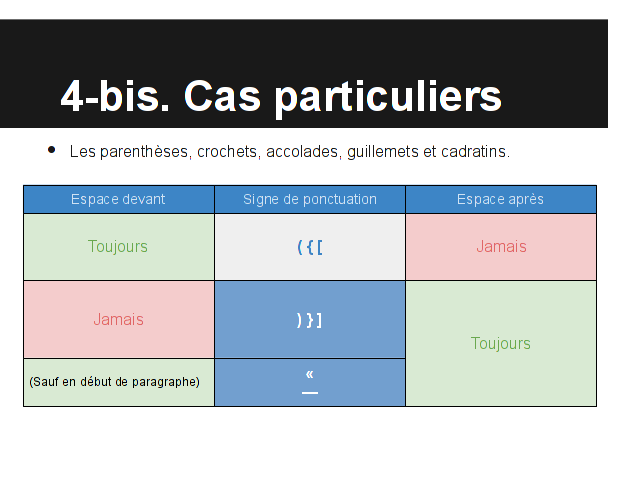 4-bis. Cas particuliers
• Les parenthèses, crochets, accolades, guillemets et cadratins.
Espace devant Signe de ponctuation Espace après
Toujours ( { [ Jamais
Jamais ) } ] Toujours
(Sauf en début de paragraphe) «
—